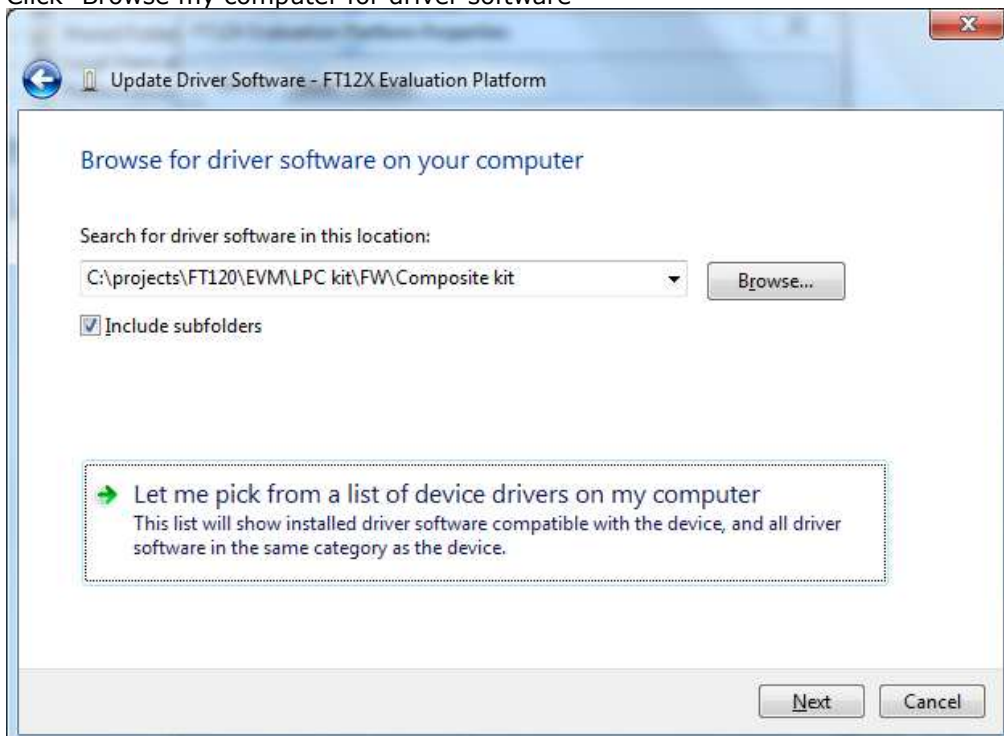 Click "Browse my computer for driver software"
Update Driver Software - FT12X Evaluation Platform
Browse for driver software on your computer
Search for driver software in this location:
C:\projects\FT120\EVM\LPC kit\FW\Composite kit
Browse...
Include subfolders
Let me pick from a list of device drivers on my computer
This list will show installed driver software compatible with the device, and all driver
software in the same category as the device.
Next
Cancel